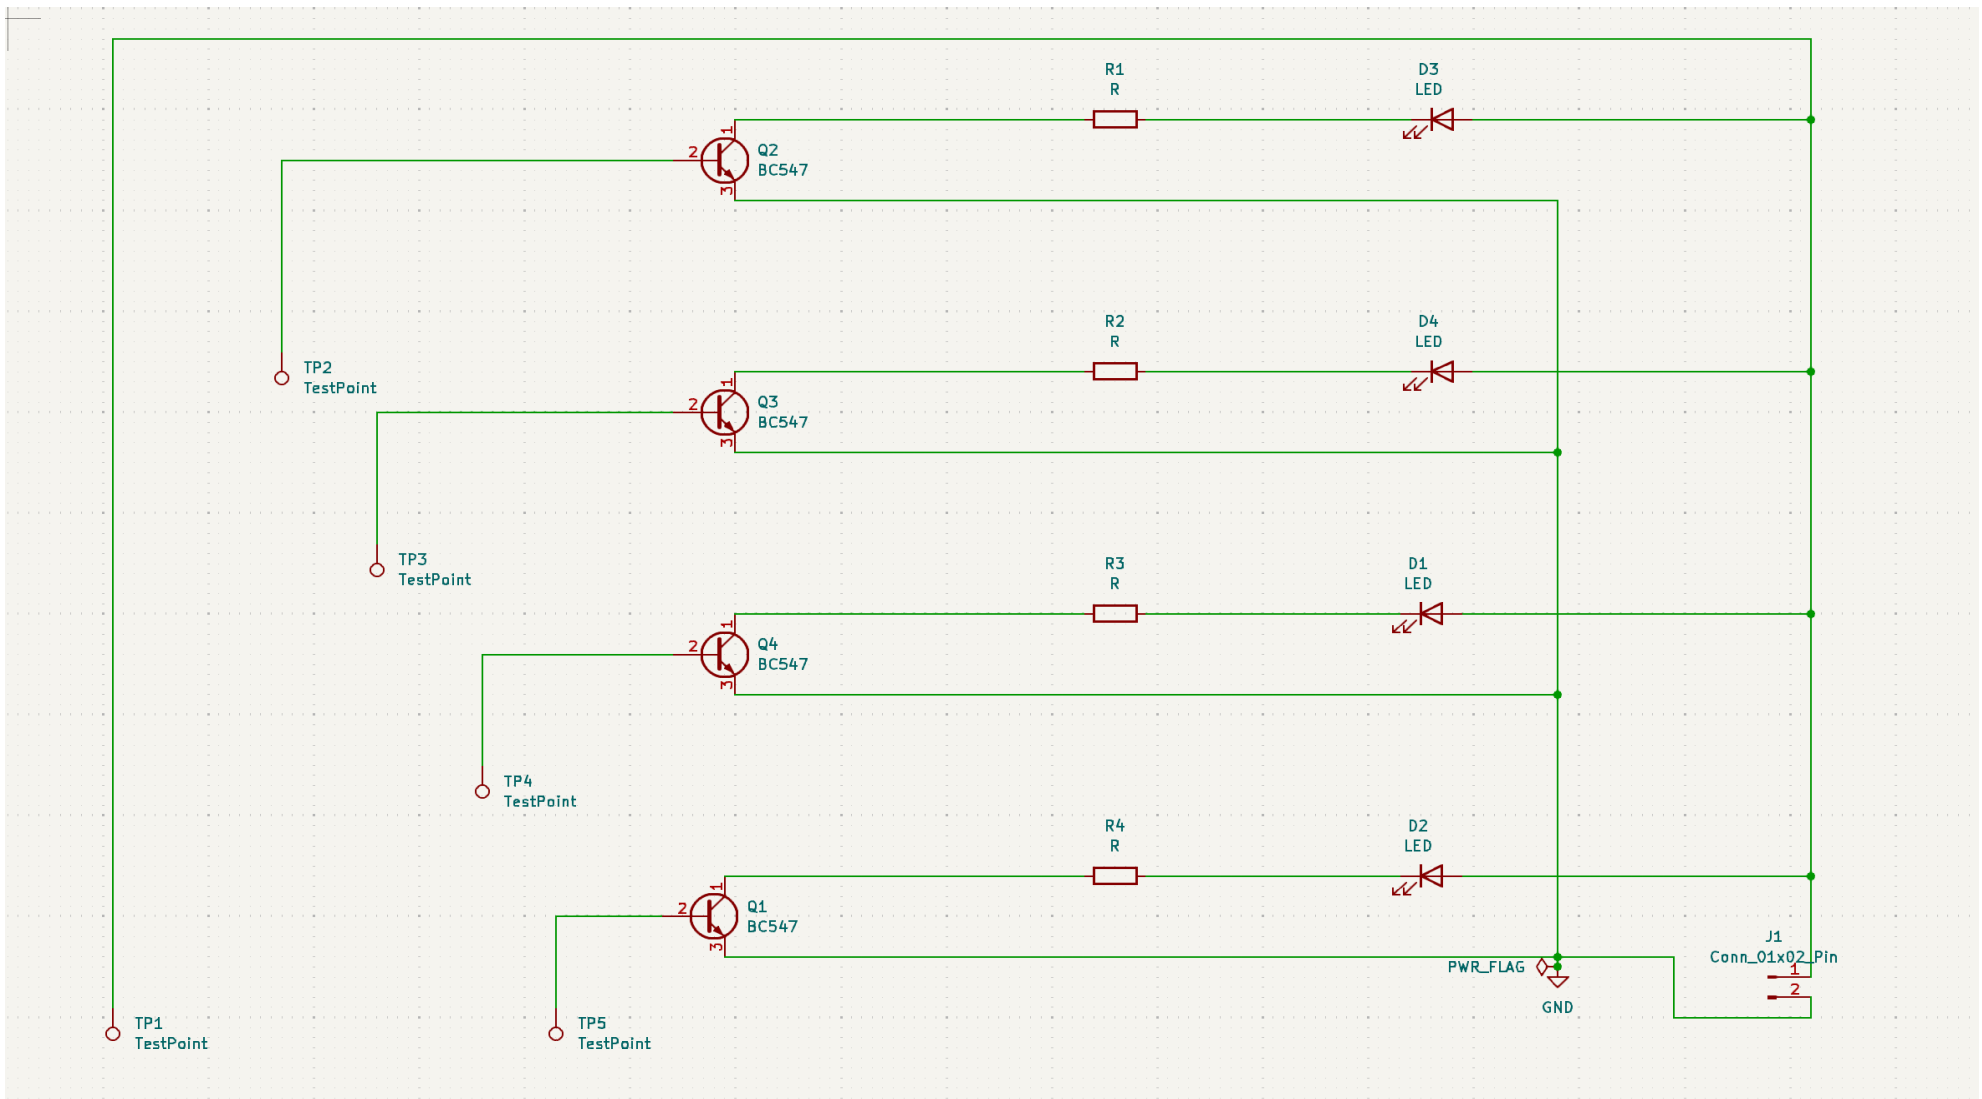 R1
R
D3
LED
1
2
3
Q2
BC547
R2
R
D4
LED
TP2
TestPoint
1
2
3
Q3
BC547
R3
R
D1
LED
TP3
TestPoint
1
2
3
Q4
BC547
TP4
TestPoint
R4
R
D2
LED
1
2
3
Q1
BC547
J1
Conn_01x02_Pin
1
2
PWR_FLAG
GND
TP1
TestPoint
TP5
TestPoint